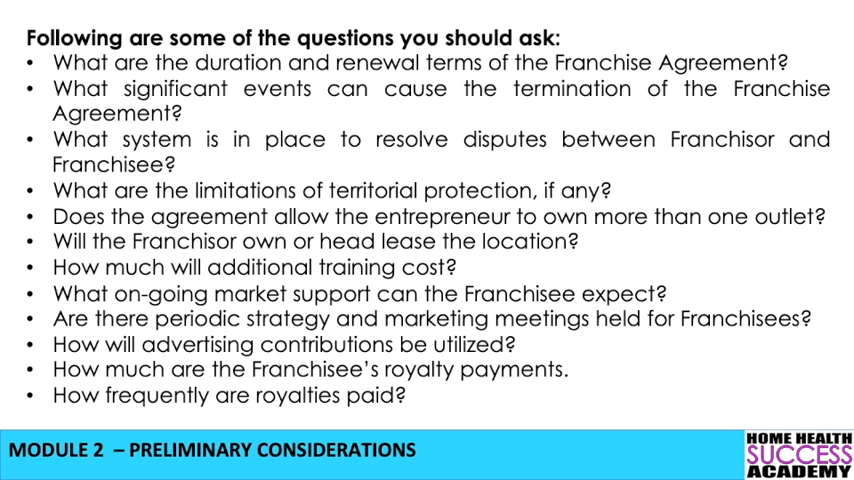 Following are some of the questions you should ask:
• What are the duration and renewal terms of the Franchise Agreement?
• What significant events can cause the termination of the Franchise
Agreement?
• What system is in place to resolve disputes between Franchisor and
Franchisee?
• What are the limitations of territorial protection, if any?
• Does the agreement allow the entrepreneur to own more than one outlet?
• Will the Franchisor own or head lease the location?
• How much will additional training cost?
• What on-going market support can the Franchisee expect?
• Are there periodic strategy and marketing meetings held for Franchisees?
• How will advertising contributions be utilized?
• How much are the Franchisee's royalty payments.
• How frequently are royalties paid?
MODULE 2 – PRELIMINARY CONSIDERATIONS
HOME HEALTH
SUCCESS
ACADEMY